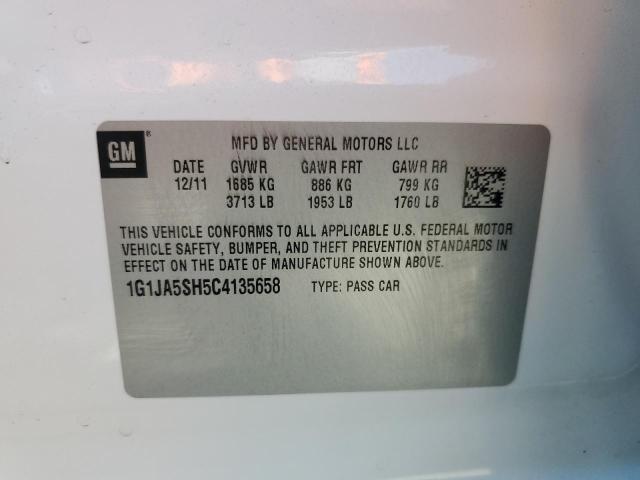 GM®
MFD BY GENERAL MOTORS LLC
DATE GVWR GAWR FRT GAWR RR
12/11 1685 KG 886 KG 799 KG
3713 LB 1953 LB 1760 LB
THIS VEHICLE CONFORMS TO ALL APPLICABLE U.S. FEDERAL MOTOR
VEHICLE SAFETY, BUMPER, AND THEFT PREVENTION STANDARDS IN
EFFECT ON THE DATE OF MANUFACTURE SHOWN ABOVE.
1G1JA5SH5C4135658 TYPE: PASS CAR